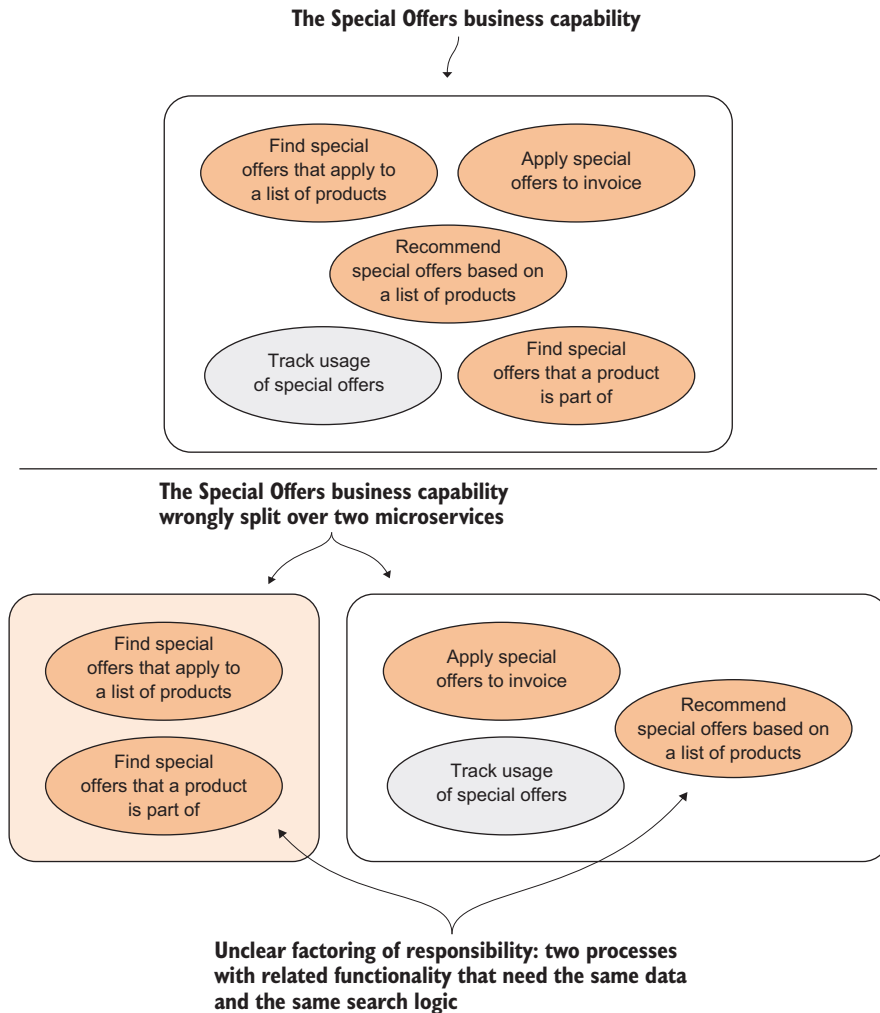 The Special Offers business capability
Find special
offers that apply to
a list of products
Apply special
offers to invoice
Recommend
special offers based on
a list of products
Track usage
of special offers
Find special
offers that a product
is part of
The Special Offers business capability
wrongly split over two microservices
Find special
offers that apply to
a list of products
Find special
offers that a product
is part of
Apply special
offers to invoice
Recommend
special offers based on
a list of products
Track usage
of special offers
Unclear factoring of responsibility: two processes
with related functionality that need the same data
and the same search logic